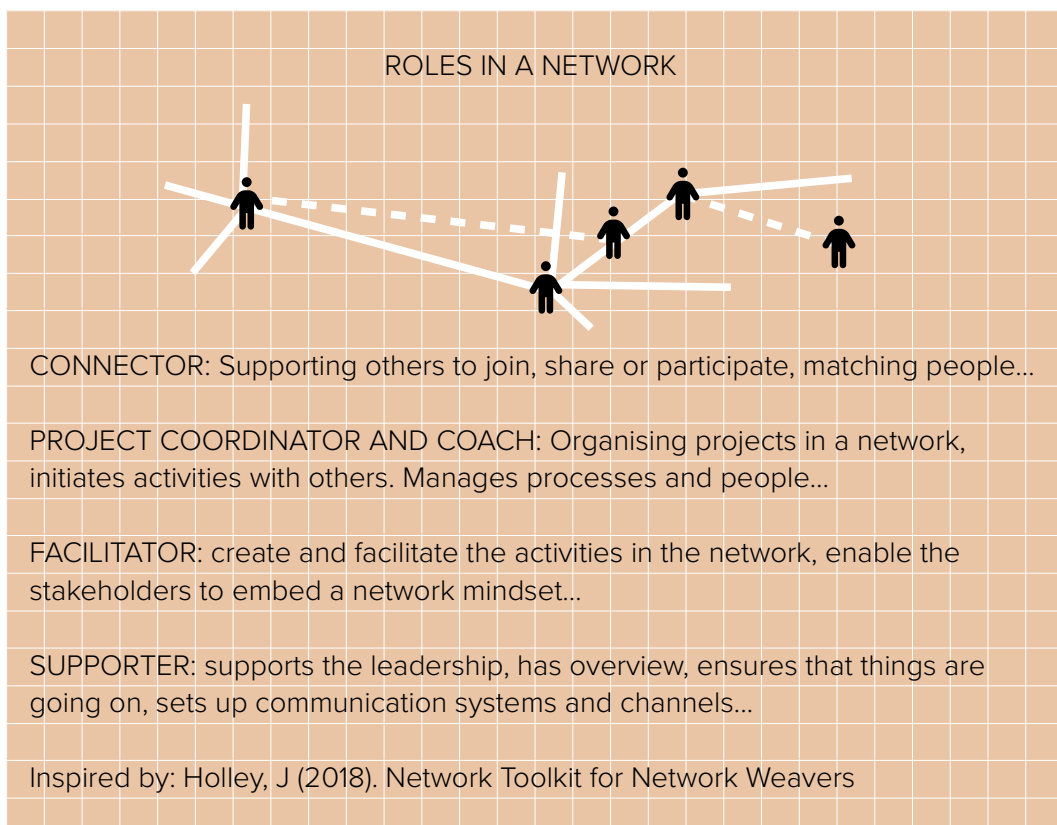 ROLES IN A NETWORK
CONNECTOR: Supporting others to join, share or participate, matching people...
PROJECT COORDINATOR AND COACH: Organising projects in a network,
initiates activities with others. Manages processes and people...
FACILITATOR: create and facilitate the activities in the network, enable the
stakeholders to embed a network mindset...
SUPPORTER: supports the leadership, has overview, ensures that things are
going on, sets up communication systems and channels...
Inspired by: Holley, J (2018). Network Toolkit for Network Weavers